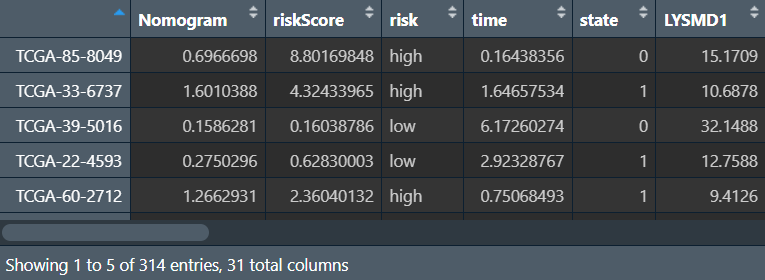 Nomogram riskScore risk time state LYSMD1
TCGA-85-8049 0.6966698 8.80169848 high 0.16438356 0 15.1709
TCGA-33-6737 1.6010388 4.32433965 high 1.64657534 1 10.6878
TCGA-39-5016 0.1586281 0.16038786 low 6.17260274 0 32.1488
TCGA-22-4593 0.2750296 0.62830003 low 2.92328767 1 12.7588
TCGA-60-2712 1.2662931 2.36040132 high 0.75068493 1 9.4126
Showing 1 to 5 of 314 entries, 31 total columns